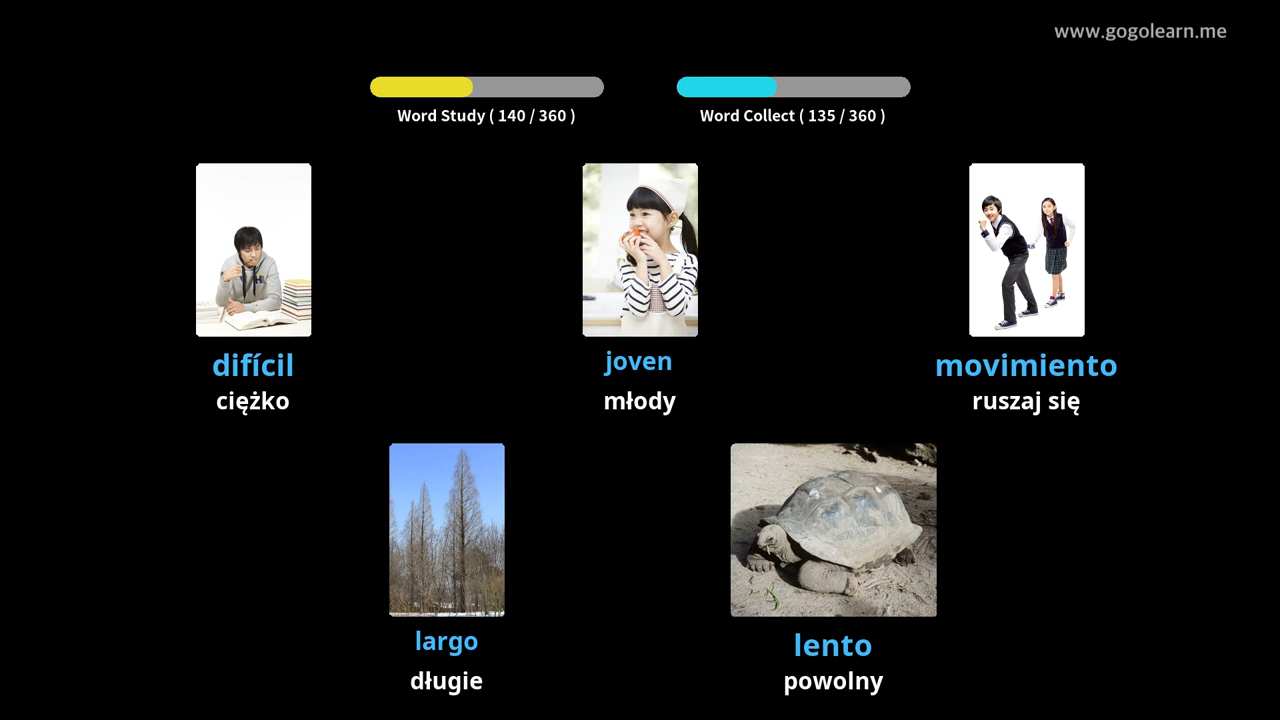 www.gogolearn.me
Word Study ( 140 / 360 )
Word Collect ( 135 / 360 )
difícil
ciężko
joven
młody
movimiento
ruszaj się
largo
długie
lento
powolny